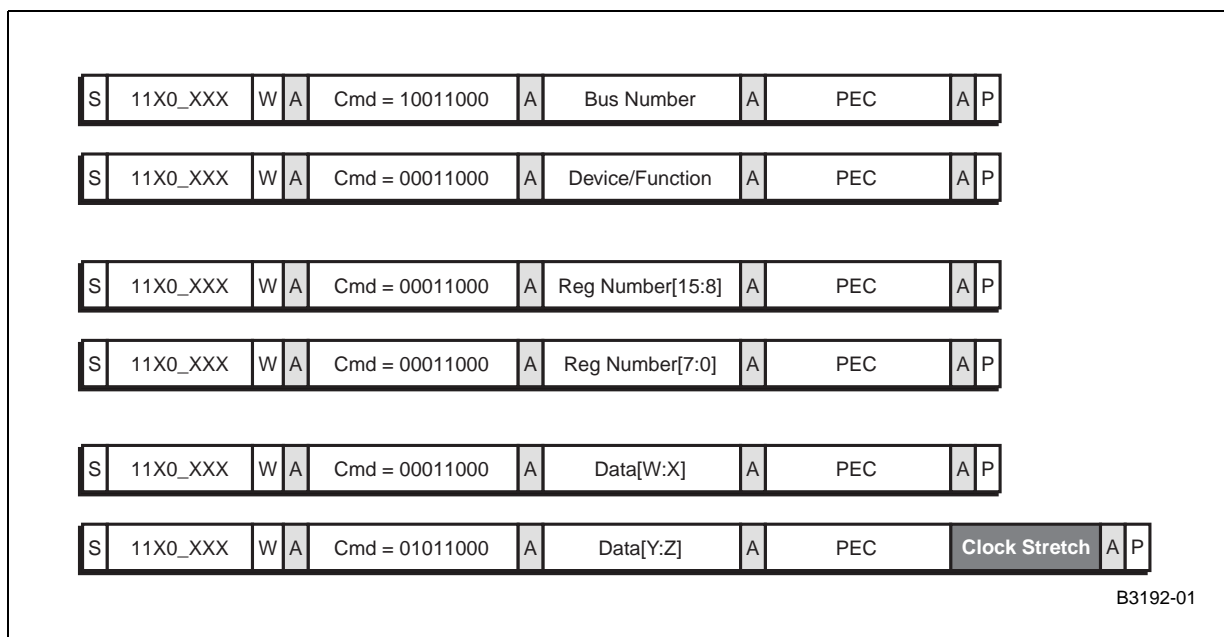 S 11X0_XXX W A Cmd = 10011000 A Bus Number A PEC A P
S 11X0_XXX W A Cmd = 00011000 A Device/Function A PEC A P
S 11X0_XXX W A Cmd = 00011000 A Reg Number[15:8] A PEC A P
S 11X0_XXX W A Cmd = 00011000 A Reg Number[7:0] A PEC A P
S 11X0_XXX W A Cmd = 00011000 A Data[W:X] A PEC A P
S 11X0_XXX W A Cmd = 01011000 A Data[Y:Z] A PEC Clock Stretch A P
B3192-01